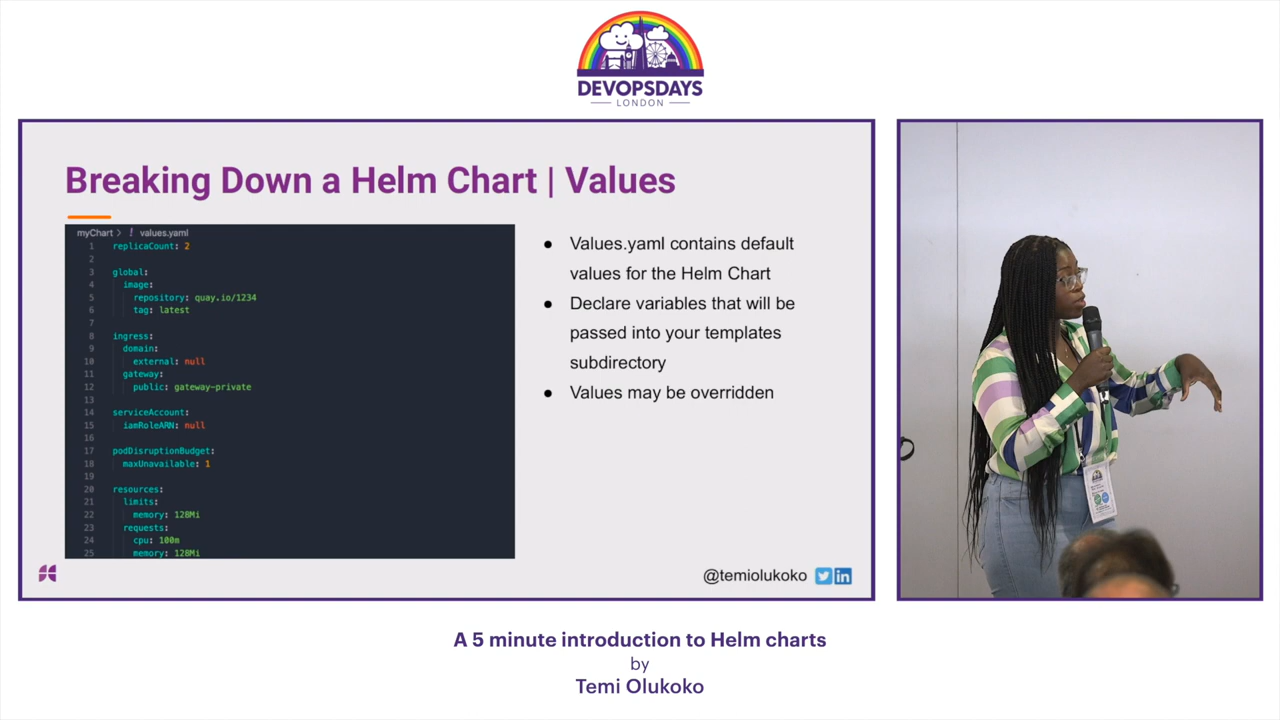 DEVOPSDAYS
LONDON
Breaking Down a Helm Chart | Values
myChart > ! values.yaml
1 replicaCount: 2
2
3 global:
4 image:
5 repository: quay.io/1234
6 tag: latest
7
8 ingress:
9 domain:
10 external: null
11 gateway:
12 public: gateway-private
13
14 serviceAccount:
15 iamRoleARN: null
16
17 podDisruptionBudget:
18 maxUnavailable: 1
19
20 resources:
21 limits:
22 memory: 128Mi
23 requests:
24 cpu: 100m
25 memory: 128Mi
● Values.yaml contains default
values for the Helm Chart
● Declare variables that will be
passed into your templates
subdirectory
● Values may be overridden
@temiolukoko
in
A 5 minute introduction to Helm charts
by
Temi Olukoko